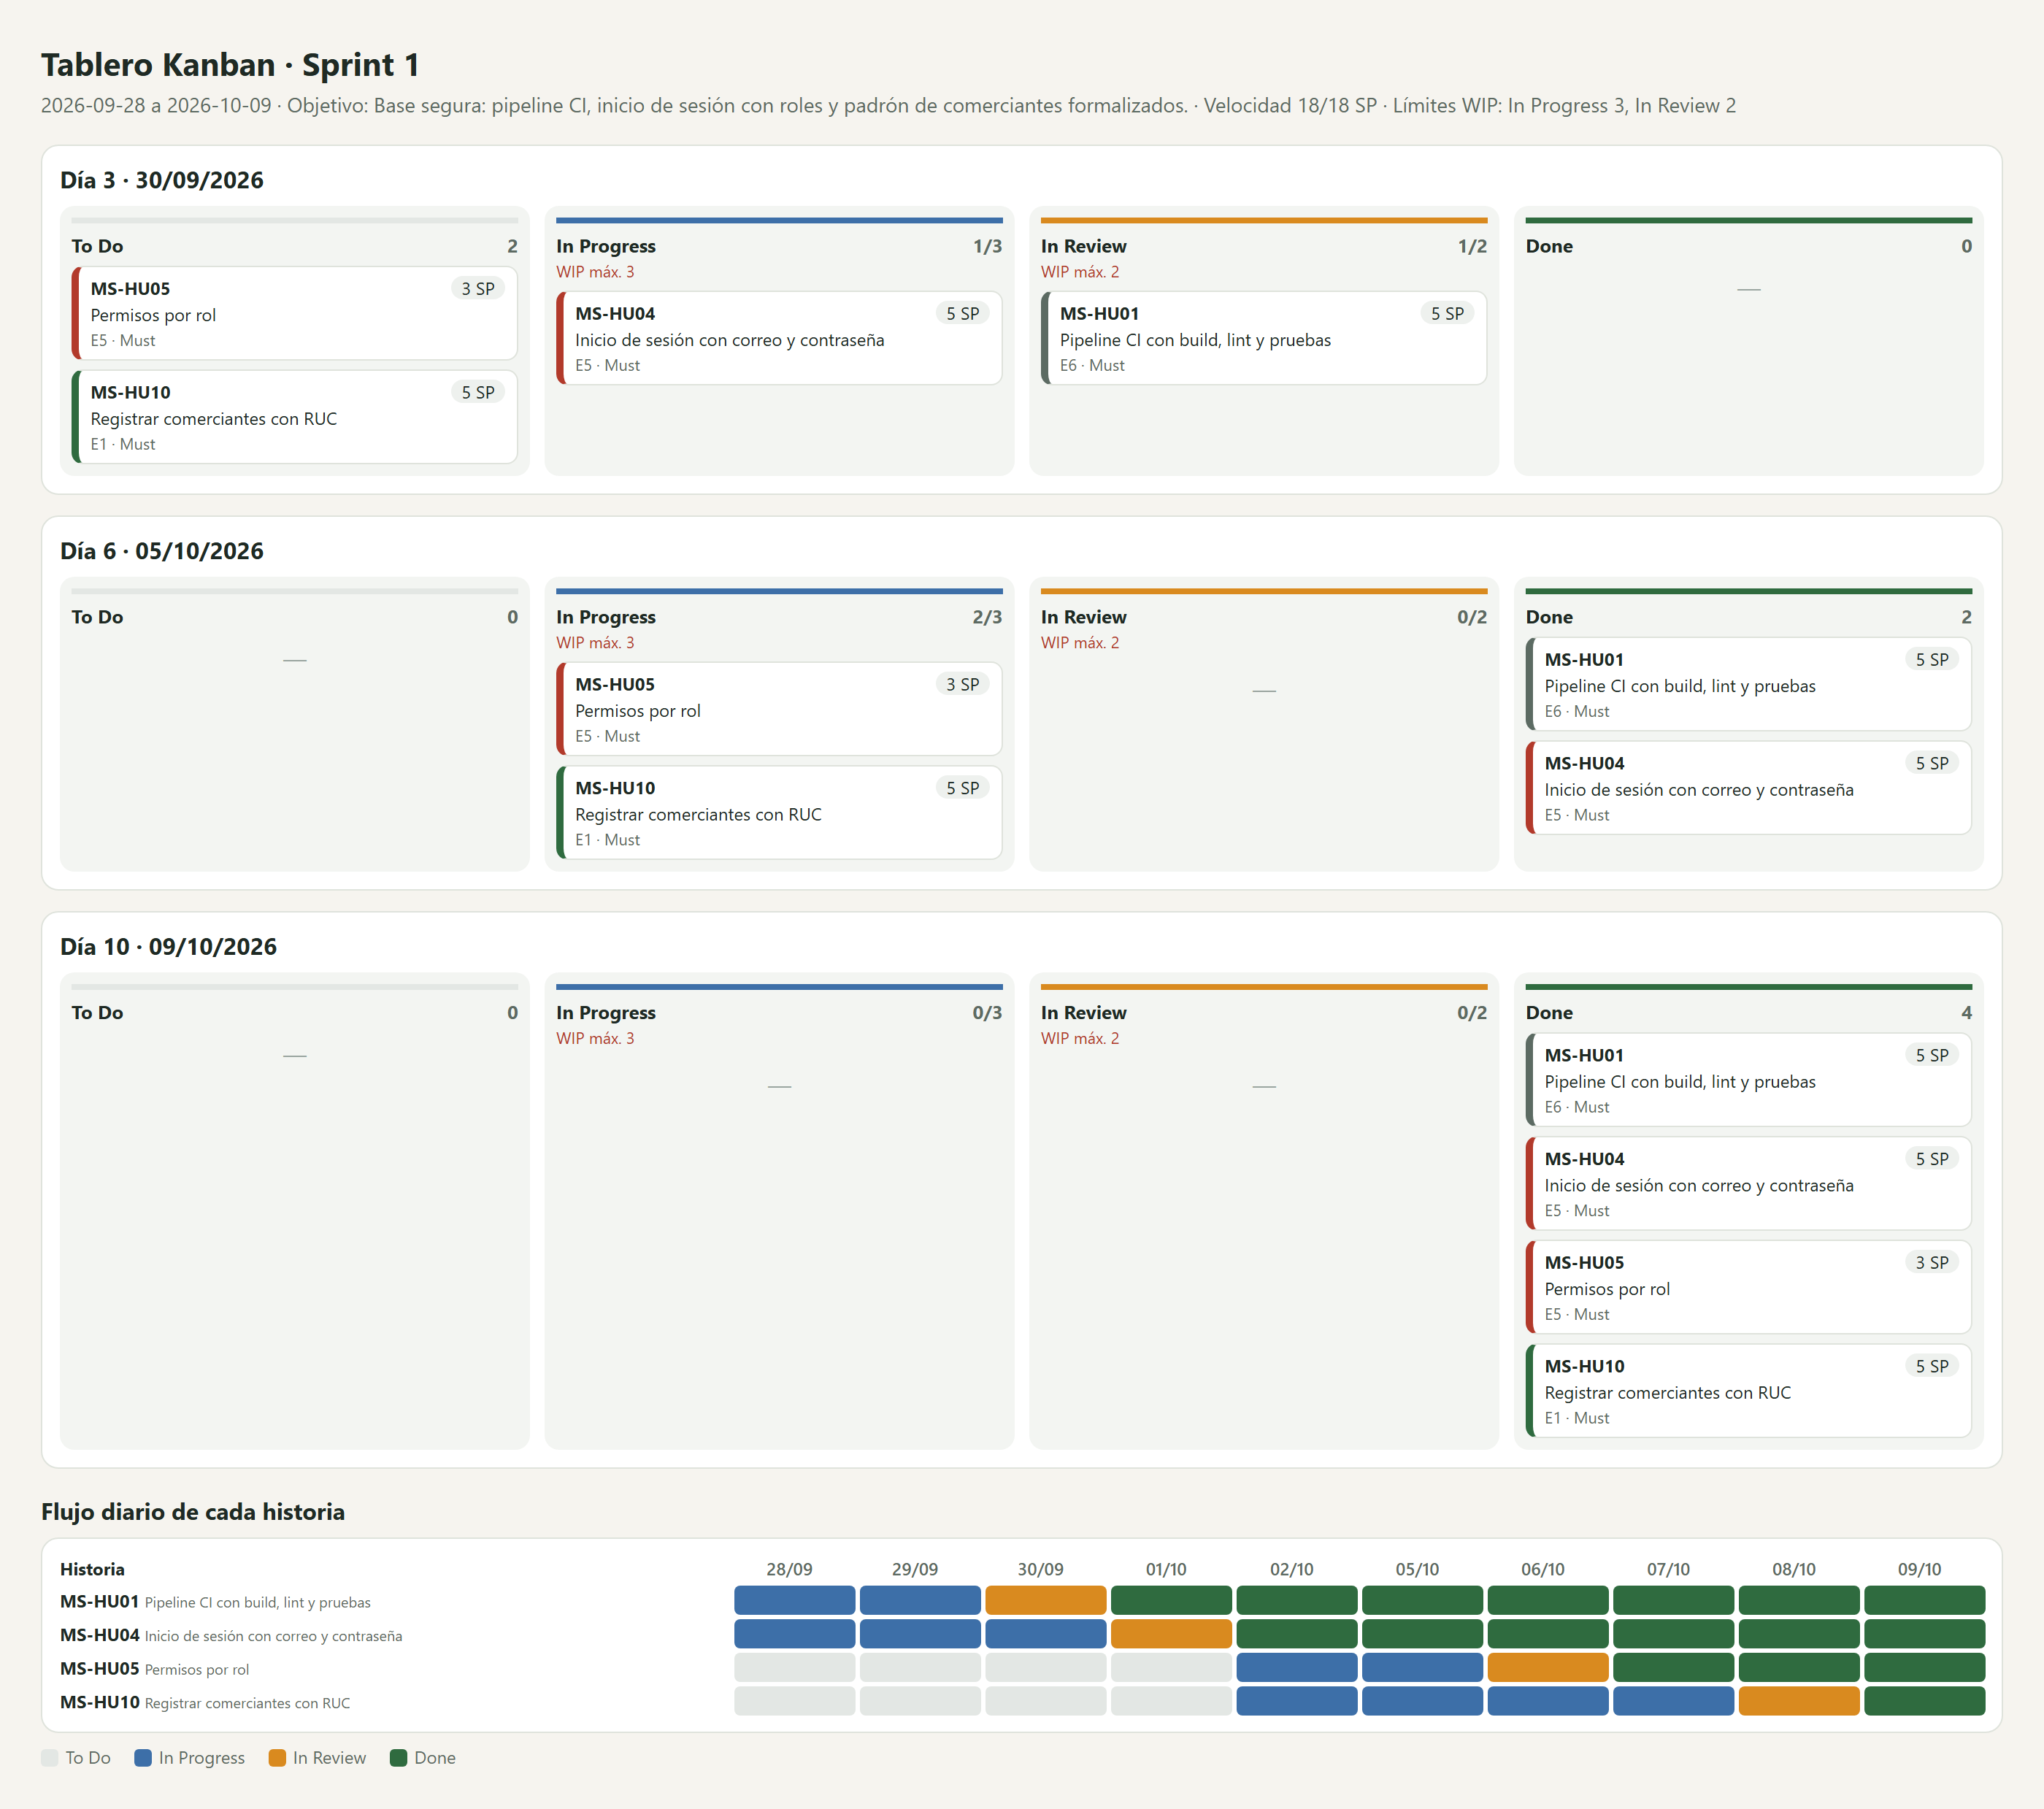 Tablero Kanban · Sprint 1
2026-09-28 a 2026-10-09 · Objetivo: Base segura: pipeline CI, inicio de sesión con roles y padrón de comerciantes formalizados. · Velocidad 18/18 SP · Límites WIP: In Progress 3, In Review 2
Día 3 · 30/09/2026
To Do 2
MS-HU05 3 SP
Permisos por rol
E5 · Must
MS-HU10 5 SP
Registrar comerciantes con RUC
E1 · Must
In Progress 1/3
WIP máx. 3
MS-HU04 5 SP
Inicio de sesión con correo y contraseña
E5 · Must
In Review 1/2
WIP máx. 2
MS-HU01 5 SP
Pipeline CI con build, lint y pruebas
E6 · Must
Done 0
—
Día 6 · 05/10/2026
To Do 0
—
In Progress 2/3
WIP máx. 3
MS-HU05 3 SP
Permisos por rol
E5 · Must
MS-HU10 5 SP
Registrar comerciantes con RUC
E1 · Must
In Review 0/2
WIP máx. 2
—
Done 2
MS-HU01 5 SP
Pipeline CI con build, lint y pruebas
E6 · Must
MS-HU04 5 SP
Inicio de sesión con correo y contraseña
E5 · Must
Día 10 · 09/10/2026
To Do 0
—
In Progress 0/3
WIP máx. 3
—
In Review 0/2
WIP máx. 2
—
Done 4
MS-HU01 5 SP
Pipeline CI con build, lint y pruebas
E6 · Must
MS-HU04 5 SP
Inicio de sesión con correo y contraseña
E5 · Must
MS-HU05 3 SP
Permisos por rol
E5 · Must
MS-HU10 5 SP
Registrar comerciantes con RUC
E1 · Must
Flujo diario de cada historia
Historia 28/09 29/09 30/09 01/10 02/10 05/10 06/10 07/10 08/10 09/10
MS-HU01 Pipeline CI con build, lint y pruebas
MS-HU04 Inicio de sesión con correo y contraseña
MS-HU05 Permisos por rol
MS-HU10 Registrar comerciantes con RUC
To Do In Progress In Review Done